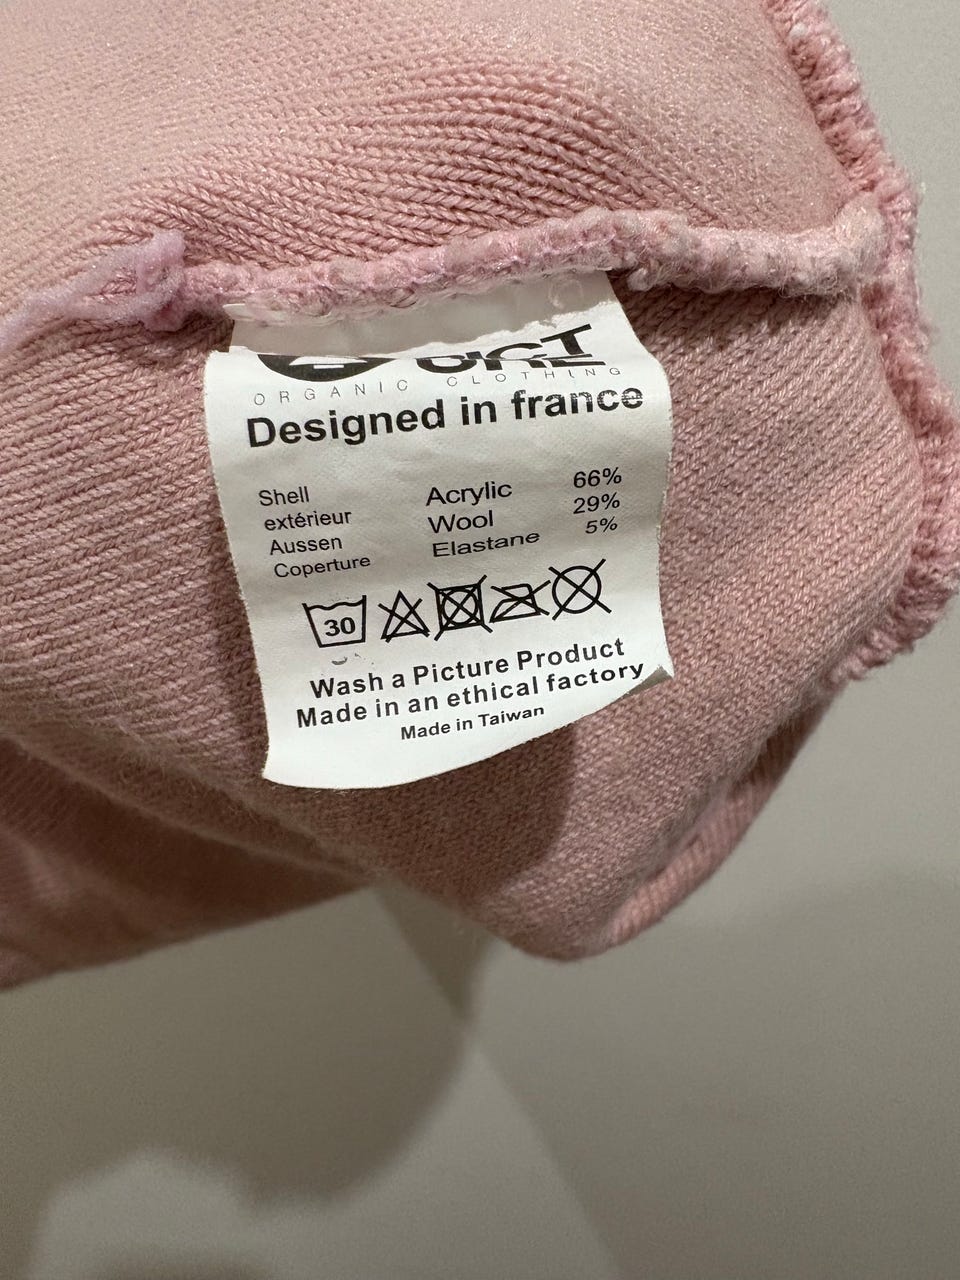 ORGANIC CLOTHING
Designed in france
Shell Acrylic 66%
extérieur Wool 29%
Aussen Elastane 5%
Coperture
30
Wash a Picture Product
Made in an ethical factory
Made in Taiwan